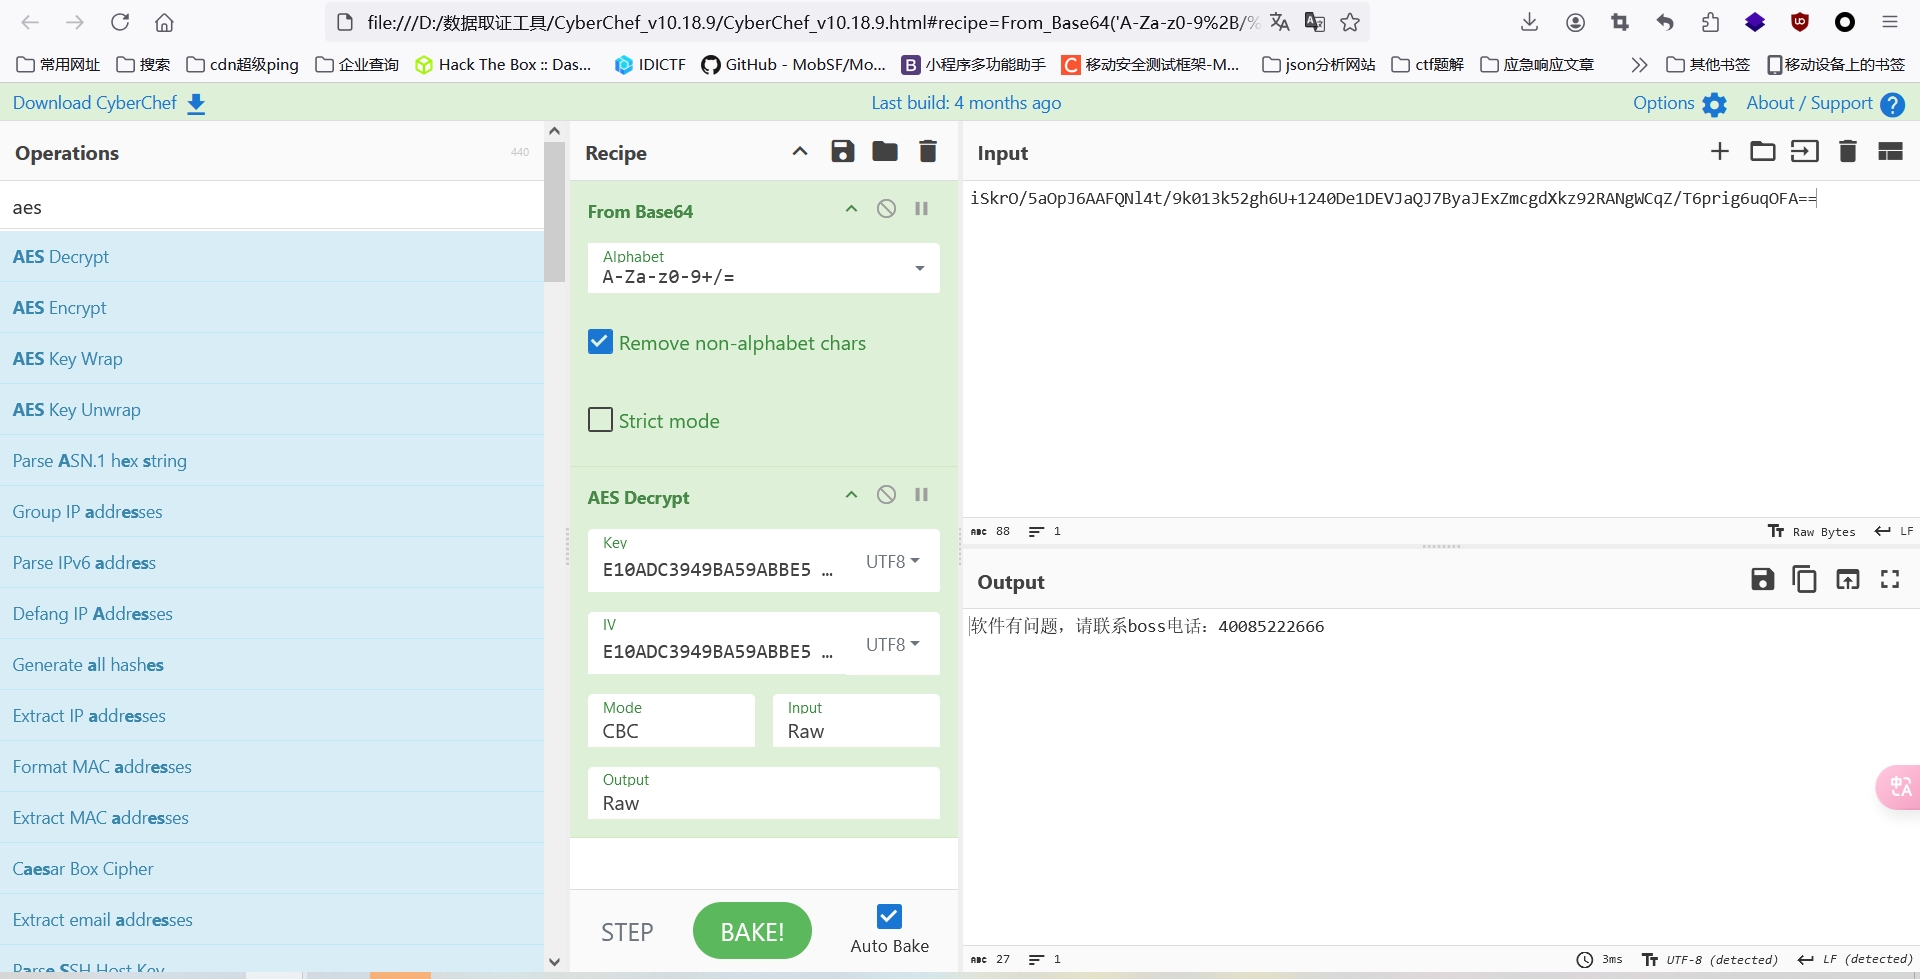 file:///D:/数据取证工具/CyberChef_v10.18.9/CyberChef_v10.18.9.html#recipe=From_Base64('A-Za-z0-9%2B/%
常用网址 搜索 cdn超级ping 企业查询 Hack The Box :: Das... IDICTF GitHub - MobSF/Mo... 小程序多功能助手 移动安全测试框架-M... json分析网站 ctf题解 应急响应文章 其他书签 移动设备上的书签
Download CyberChef
Last build: 4 months ago
Options
About / Support
Operations
440
aes
AES Decrypt
AES Encrypt
AES Key Wrap
AES Key Unwrap
Parse ASN.1 hex string
Group IP addresses
Parse IPv6 address
Defang IP Addresses
Generate all hashes
Extract IP addresses
Format MAC addresses
Extract MAC addresses
Caesar Box Cipher
Extract email addresses
Parse SSH Host Key
Recipe
From Base64
Alphabet
A-Za-z0-9+/=
Remove non-alphabet chars
Strict mode
AES Decrypt
Key
E10ADC3949BA59ABBE5 …
UTF8
IV
E10ADC3949BA59ABBE5 …
UTF8
Mode
CBC
Input
Raw
Output
Raw
STEP
BAKE!
Auto Bake
Input
iSkrO/5aOpJ6AAFQNl4t/9k013k52gh6U+1240De1DEVJaQJ7ByaJExZmcgdXkz92RANgWCqZ/T6prig6uqOFA==
ABC 88 1
Raw Bytes LF
Output
软件有问题，请联系boss电话：40085222666
ABC 27 1
3ms UTF-8 (detected) LF (detected)